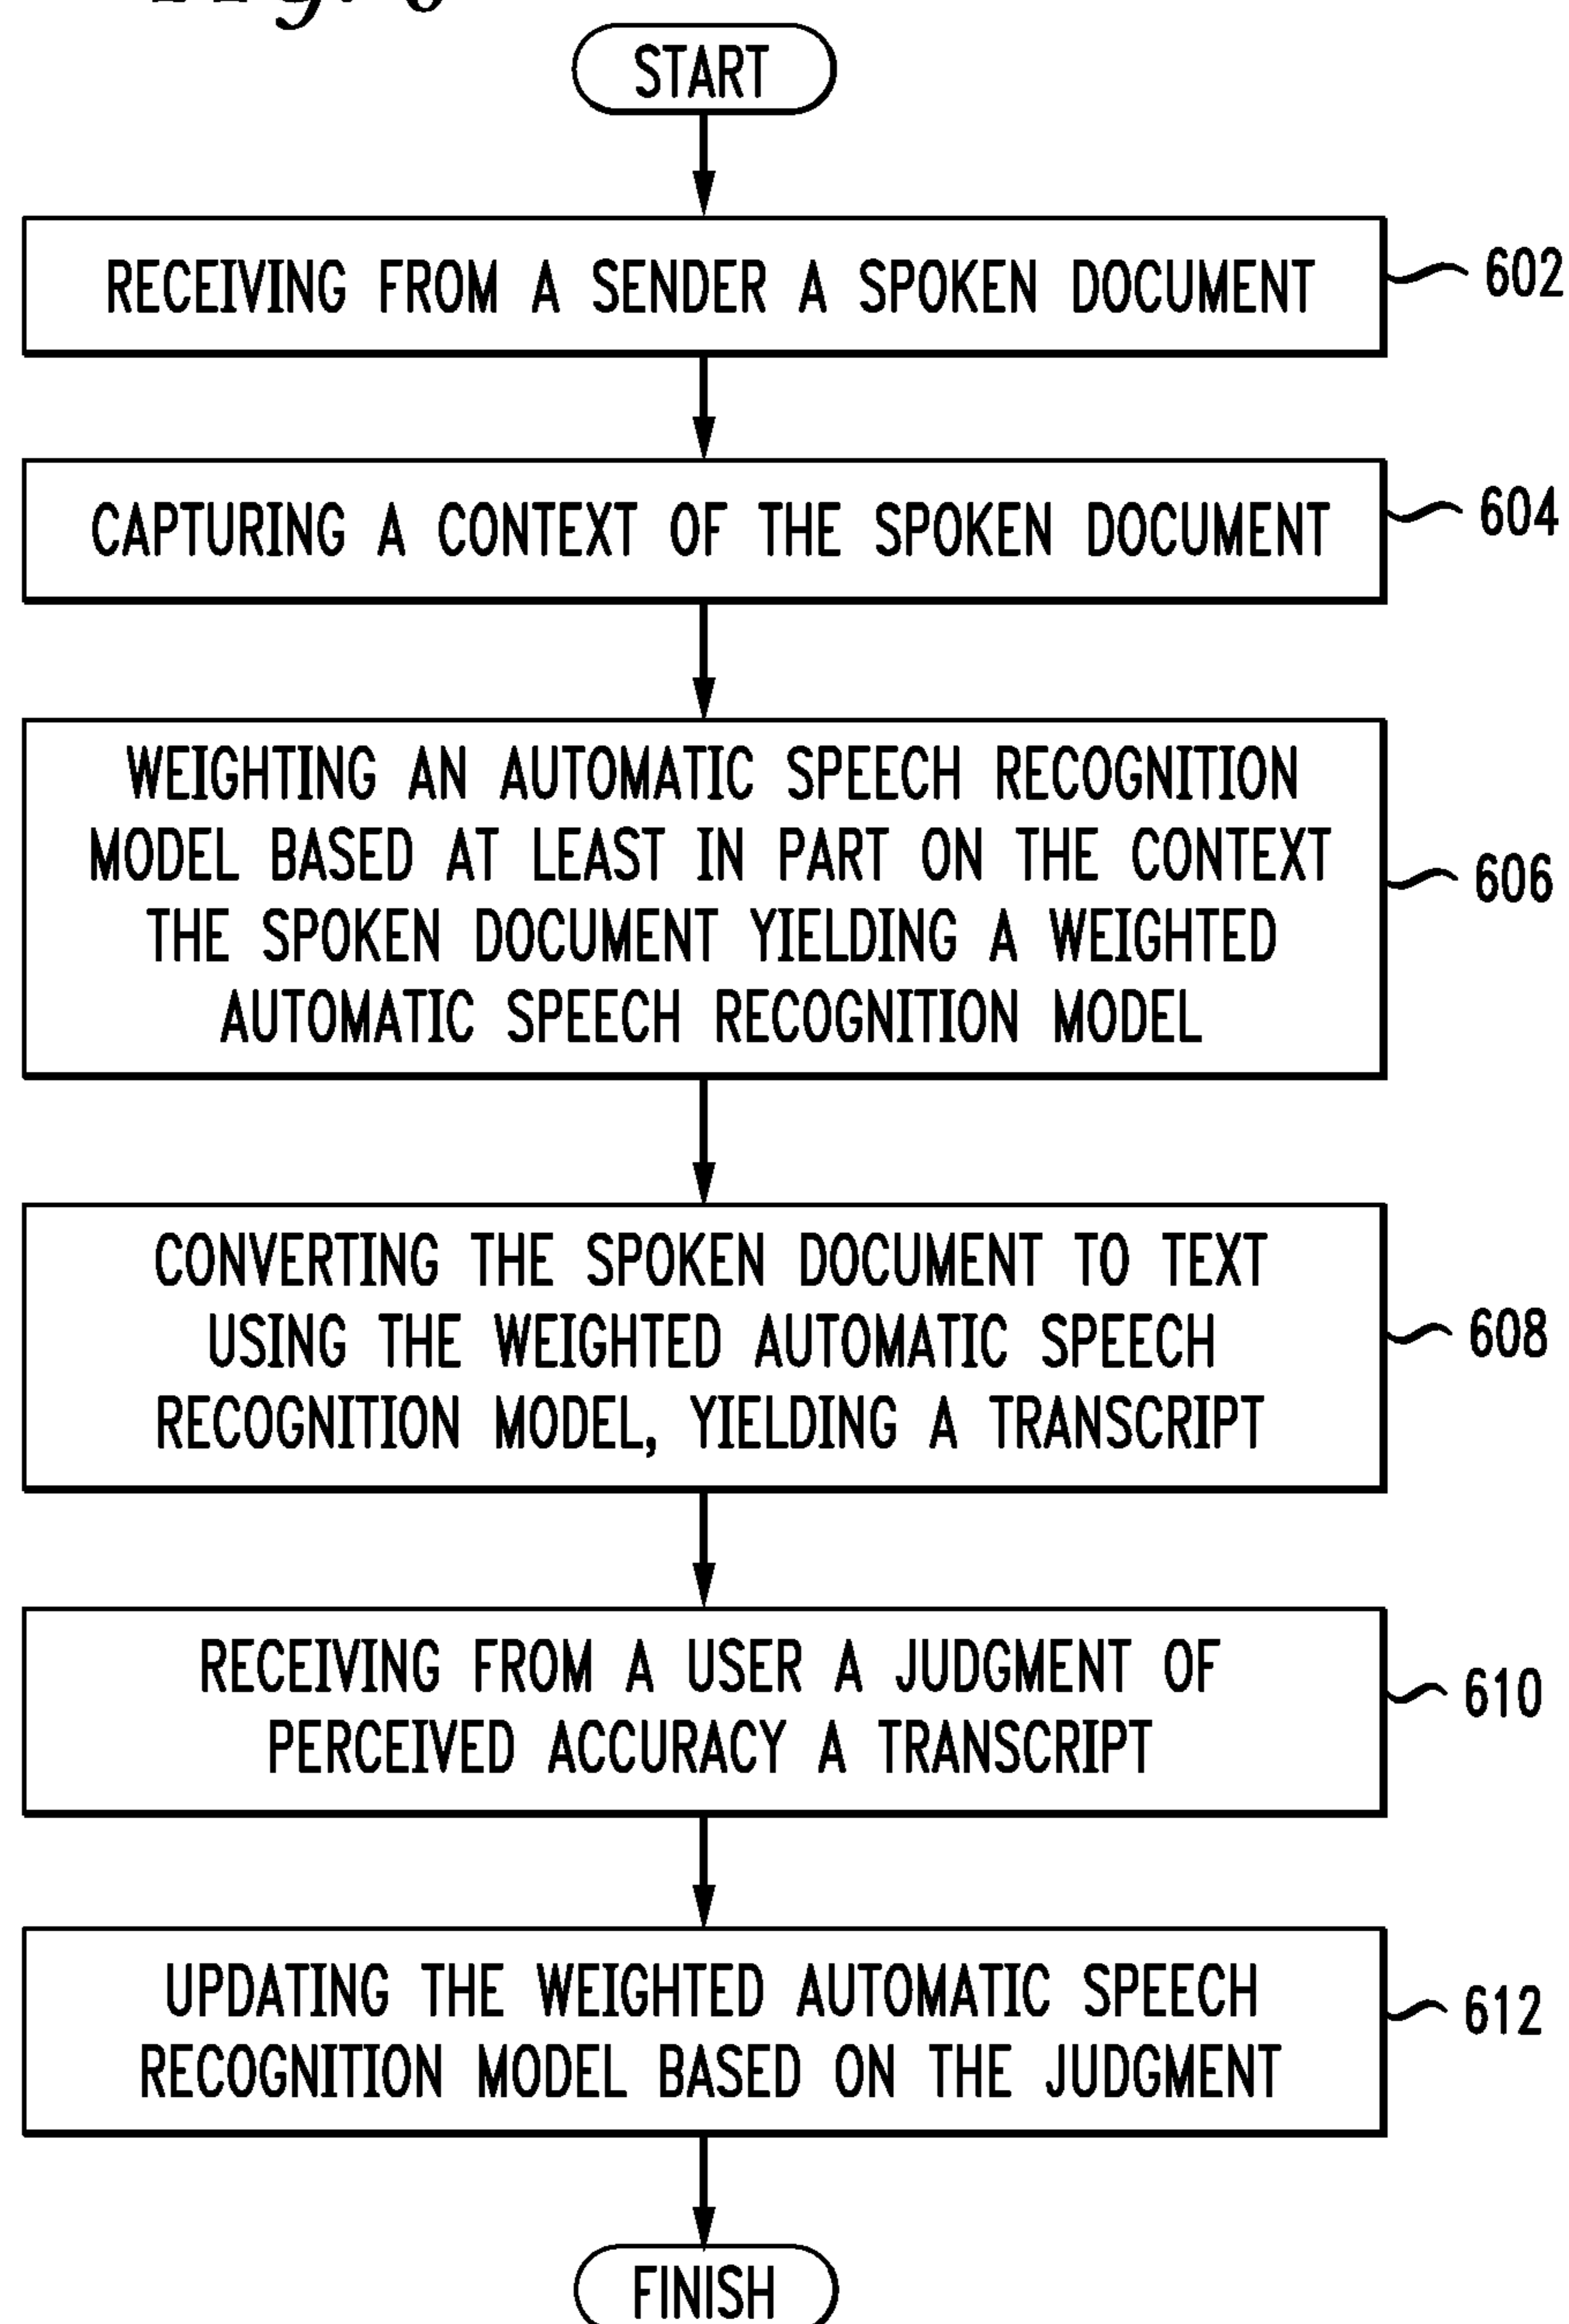 START
RECEIVING FROM A SENDER A SPOKEN DOCUMENT
602
CAPTURING A CONTEXT OF THE SPOKEN DOCUMENT
604
WEIGHTING AN AUTOMATIC SPEECH RECOGNITION
MODEL BASED AT LEAST IN PART ON THE CONTEXT
THE SPOKEN DOCUMENT YIELDING A WEIGHTED
AUTOMATIC SPEECH RECOGNITION MODEL
606
CONVERTING THE SPOKEN DOCUMENT TO TEXT
USING THE WEIGHTED AUTOMATIC SPEECH
RECOGNITION MODEL, YIELDING A TRANSCRIPT
608
RECEIVING FROM A USER A JUDGMENT OF
PERCEIVED ACCURACY A TRANSCRIPT
610
UPDATING THE WEIGHTED AUTOMATIC SPEECH
RECOGNITION MODEL BASED ON THE JUDGMENT
612
FINISH